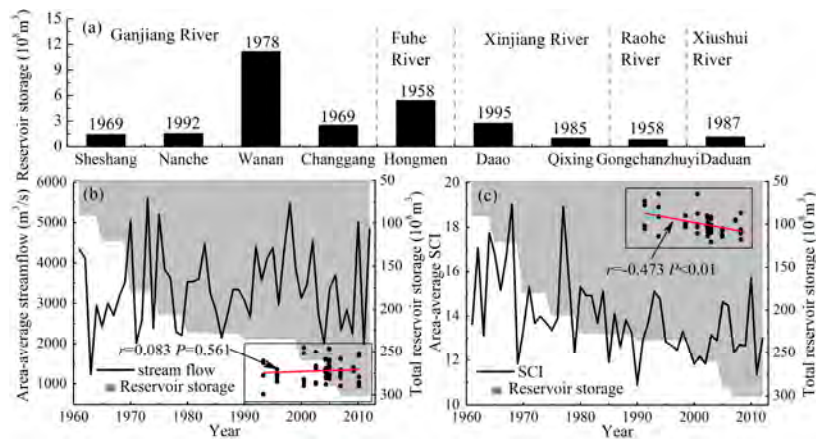 (a)
Ganjiang River
Fuhe River
Xinjiang River
Raohe River
Xiushui River
Reservoir storage (10⁸m³)
15
12
9
6
3
0
1969
1992
1978
1969
1958
1995
1985
1958
1987
Sheshang Nanche Wanan Changgang Hongmen Daao Qixing Gongchanzhuyi Daduan
(b)
Area-average streamflow (m³/s)
6000
5000
4000
3000
2000
1000
r=0.083 P=0.561
stream flow
Reservoir storage
50
100
150
200
250
300
Total reservoir storage (10⁸m³)
1960 1970 1980 1990 2000 2010
Year
(c)
Area-average SCI
20
18
16
14
12
10
r=-0.473 P<0.01
SCI
Reservoir storage
50
100
150
200
250
300
Total reservoir storage (10⁸m³)
1960 1970 1980 1990 2000 2010
Year